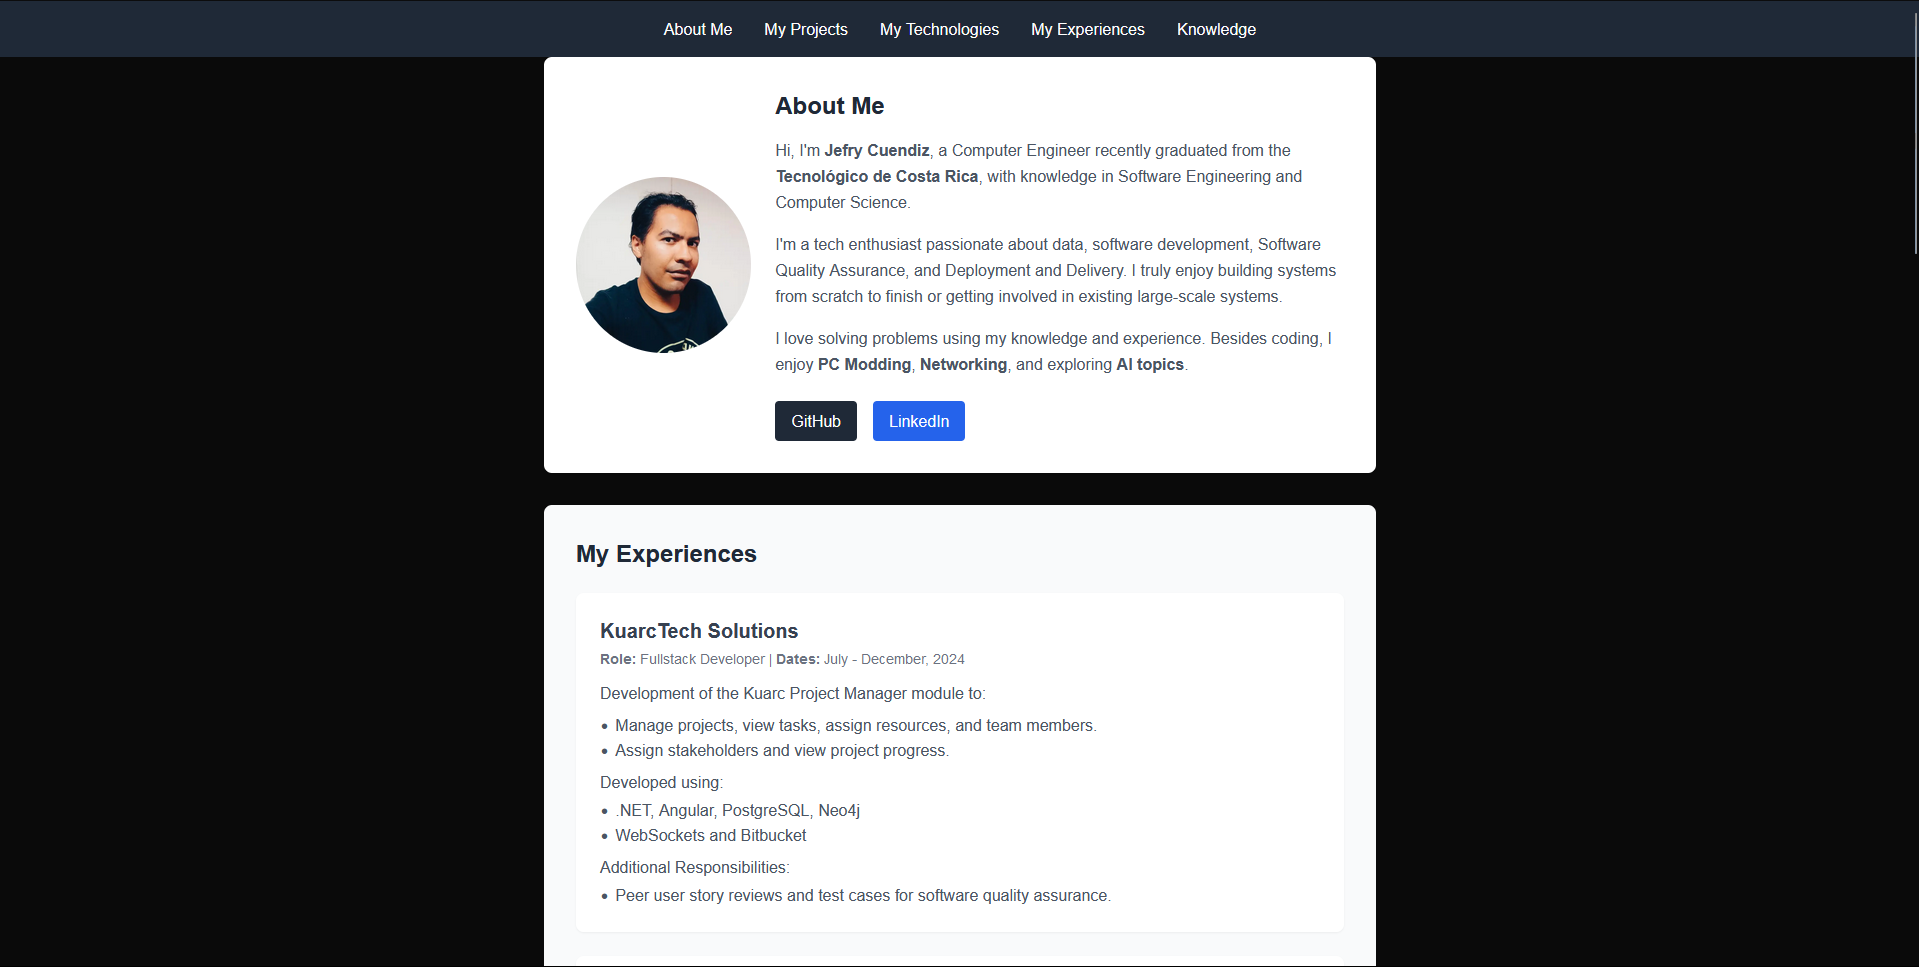 About Me My Projects My Technologies My Experiences Knowledge
About Me
Hi, I'm Jefry Cuendiz, a Computer Engineer recently graduated from the
Tecnológico de Costa Rica, with knowledge in Software Engineering and
Computer Science.
I'm a tech enthusiast passionate about data, software development, Software
Quality Assurance, and Deployment and Delivery. I truly enjoy building systems
from scratch to finish or getting involved in existing large-scale systems.
I love solving problems using my knowledge and experience. Besides coding, I
enjoy PC Modding, Networking, and exploring AI topics.
GitHub LinkedIn
My Experiences
KuarcTech Solutions
Role: Fullstack Developer | Dates: July - December, 2024
Development of the Kuarc Project Manager module to:
• Manage projects, view tasks, assign resources, and team members.
• Assign stakeholders and view project progress.
Developed using:
• .NET, Angular, PostgreSQL, Neo4j
• WebSockets and Bitbucket
Additional Responsibilities:
• Peer user story reviews and test cases for software quality assurance.